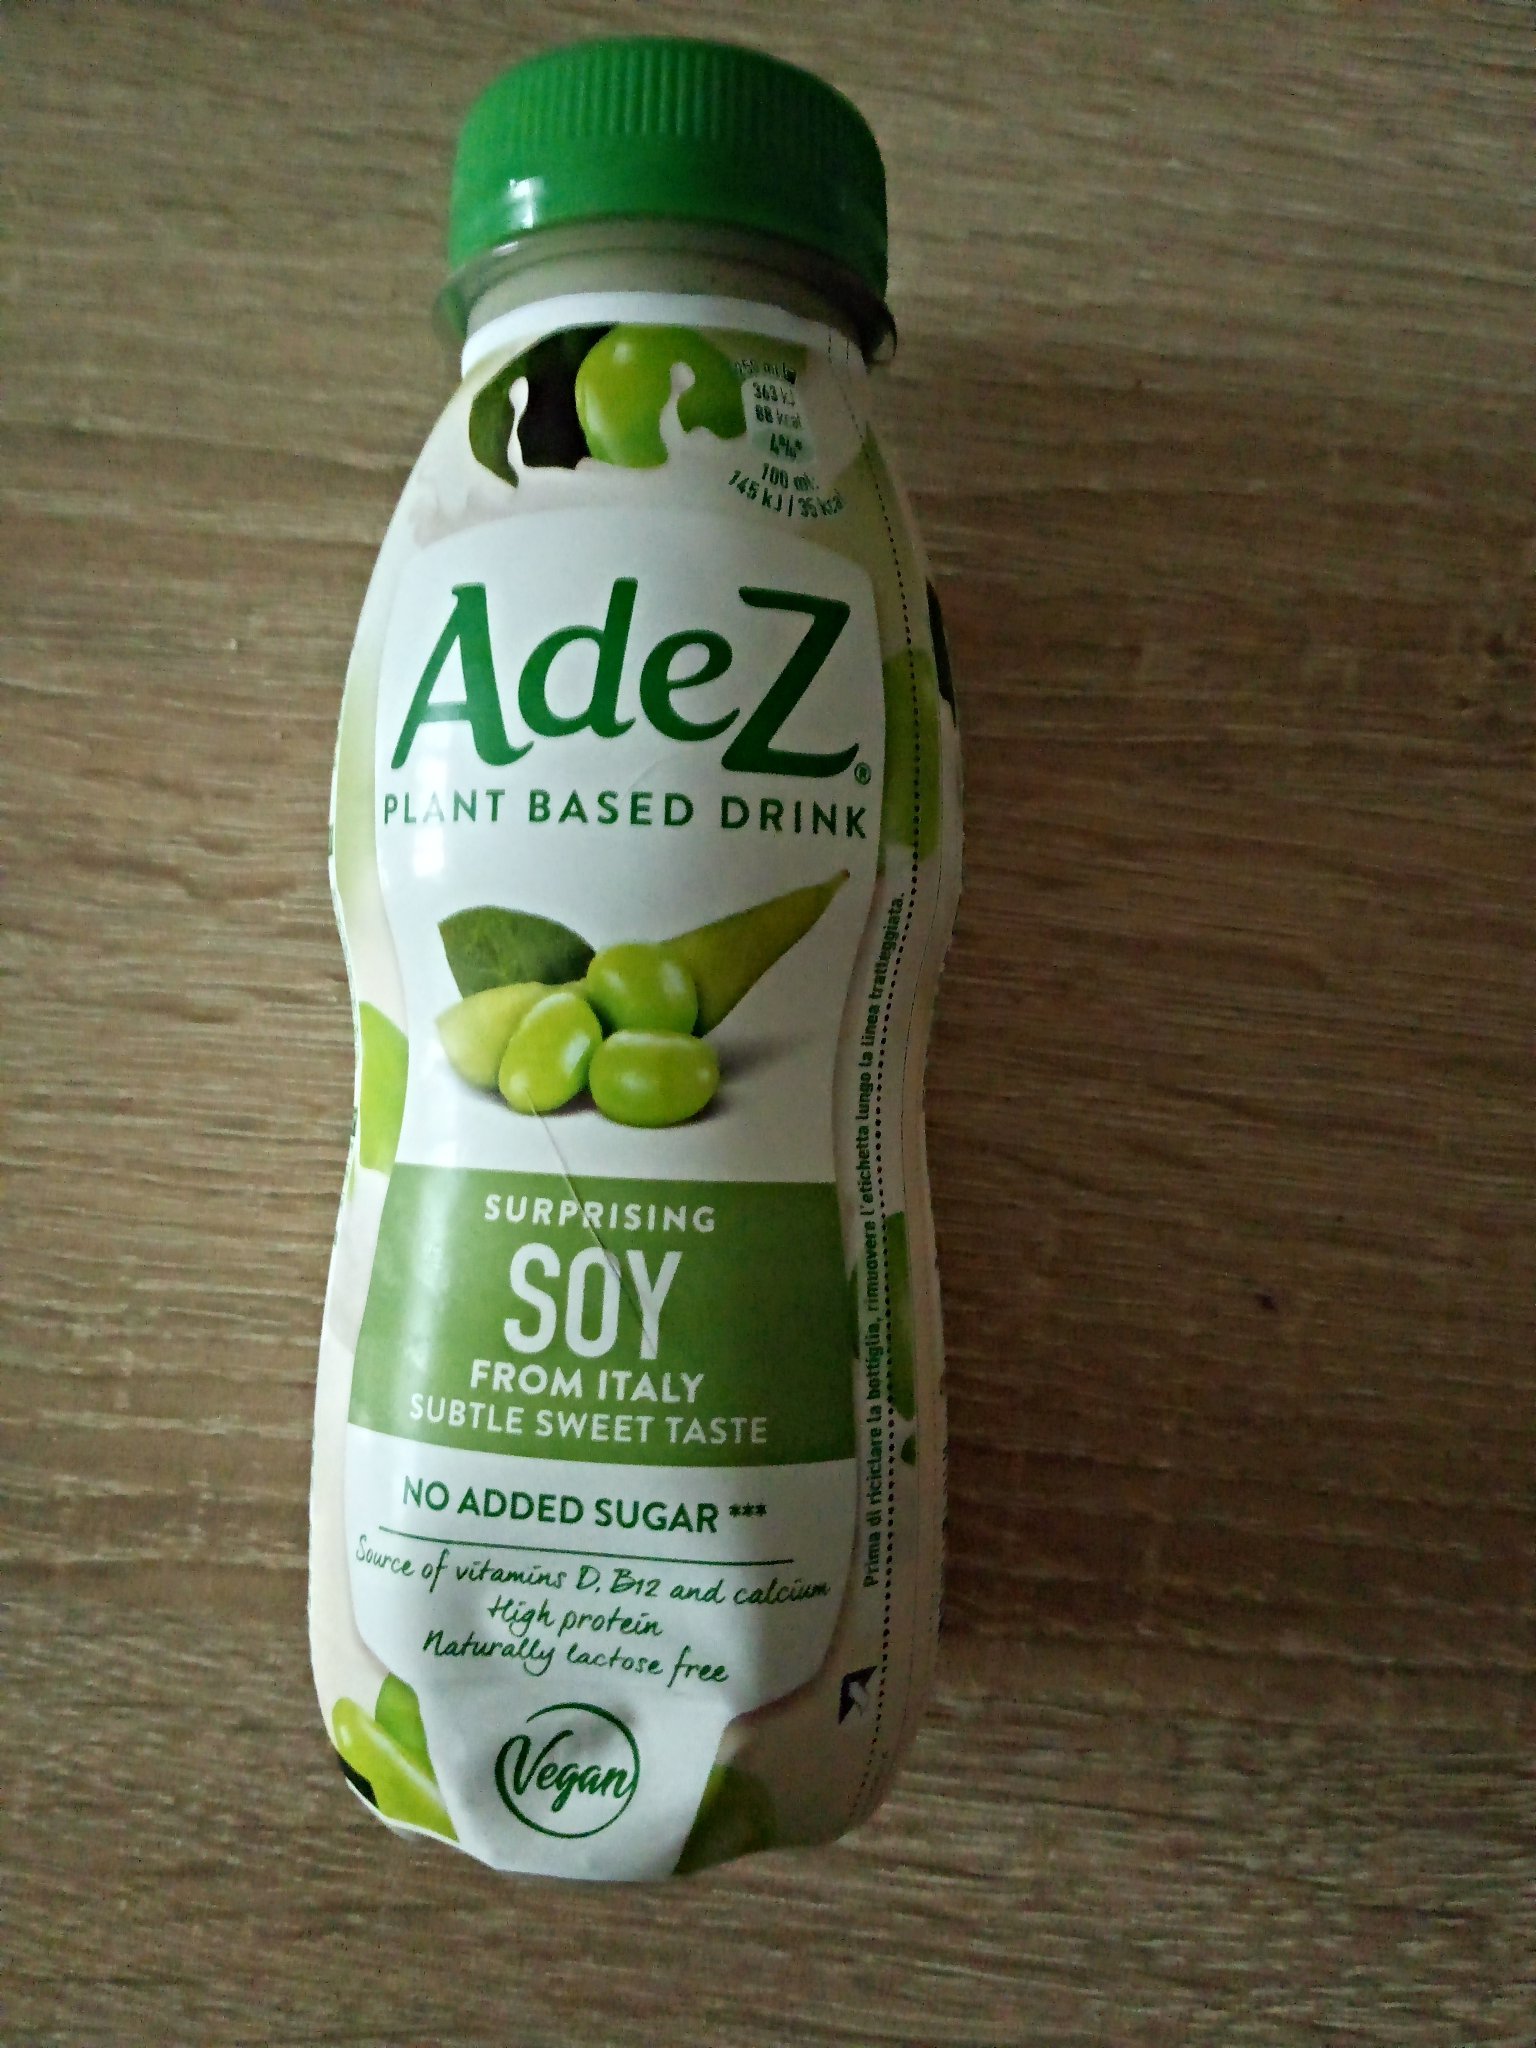 250 ml
363 kJ
88 kcal
4%*
100 ml:
145 kJ | 35 kcal
AdeZ®
PLANT BASED DRINK
SURPRISING
SOY
FROM ITALY
SUBTLE SWEET TASTE
NO ADDED SUGAR ***
Source of vitamins D, B12 and calcium
High protein
Naturally lactose free
Vegan
Prima di riciclare la bottiglia, rimuovere l'etichetta lungo la linea tratteggiata.